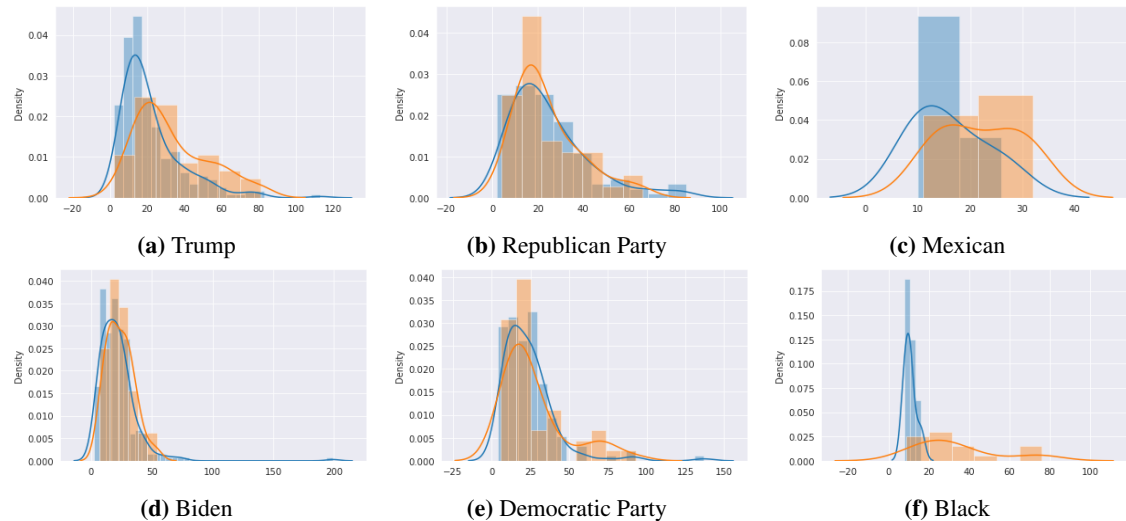 Density
0.04
0.03
0.02
0.01
0.00
−20 0 20 40 60 80 100 120
(a) Trump
Density
0.04
0.03
0.02
0.01
0.00
−20 0 20 40 60 80 100
(b) Republican Party
Density
0.08
0.06
0.04
0.02
0.00
0 10 20 30 40
(c) Mexican
Density
0.040
0.035
0.030
0.025
0.020
0.015
0.010
0.005
0.000
0 50 100 150 200
(d) Biden
Density
0.040
0.035
0.030
0.025
0.020
0.015
0.010
0.005
0.000
−25 0 25 50 75 100 125 150
(e) Democratic Party
Density
0.175
0.150
0.125
0.100
0.075
0.050
0.025
0.000
−20 0 20 40 60 80 100
(f) Black